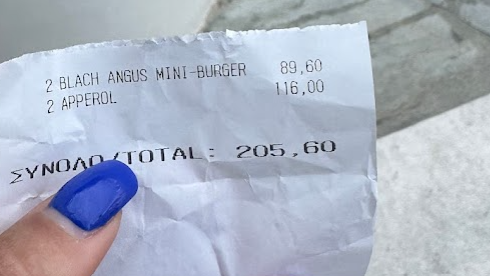 2 BLACH ANGUS MINI-BURGER 89,60
2 APPEROL 116,00
ΣΥΝΟΛΟ/TOTAL: 205,60